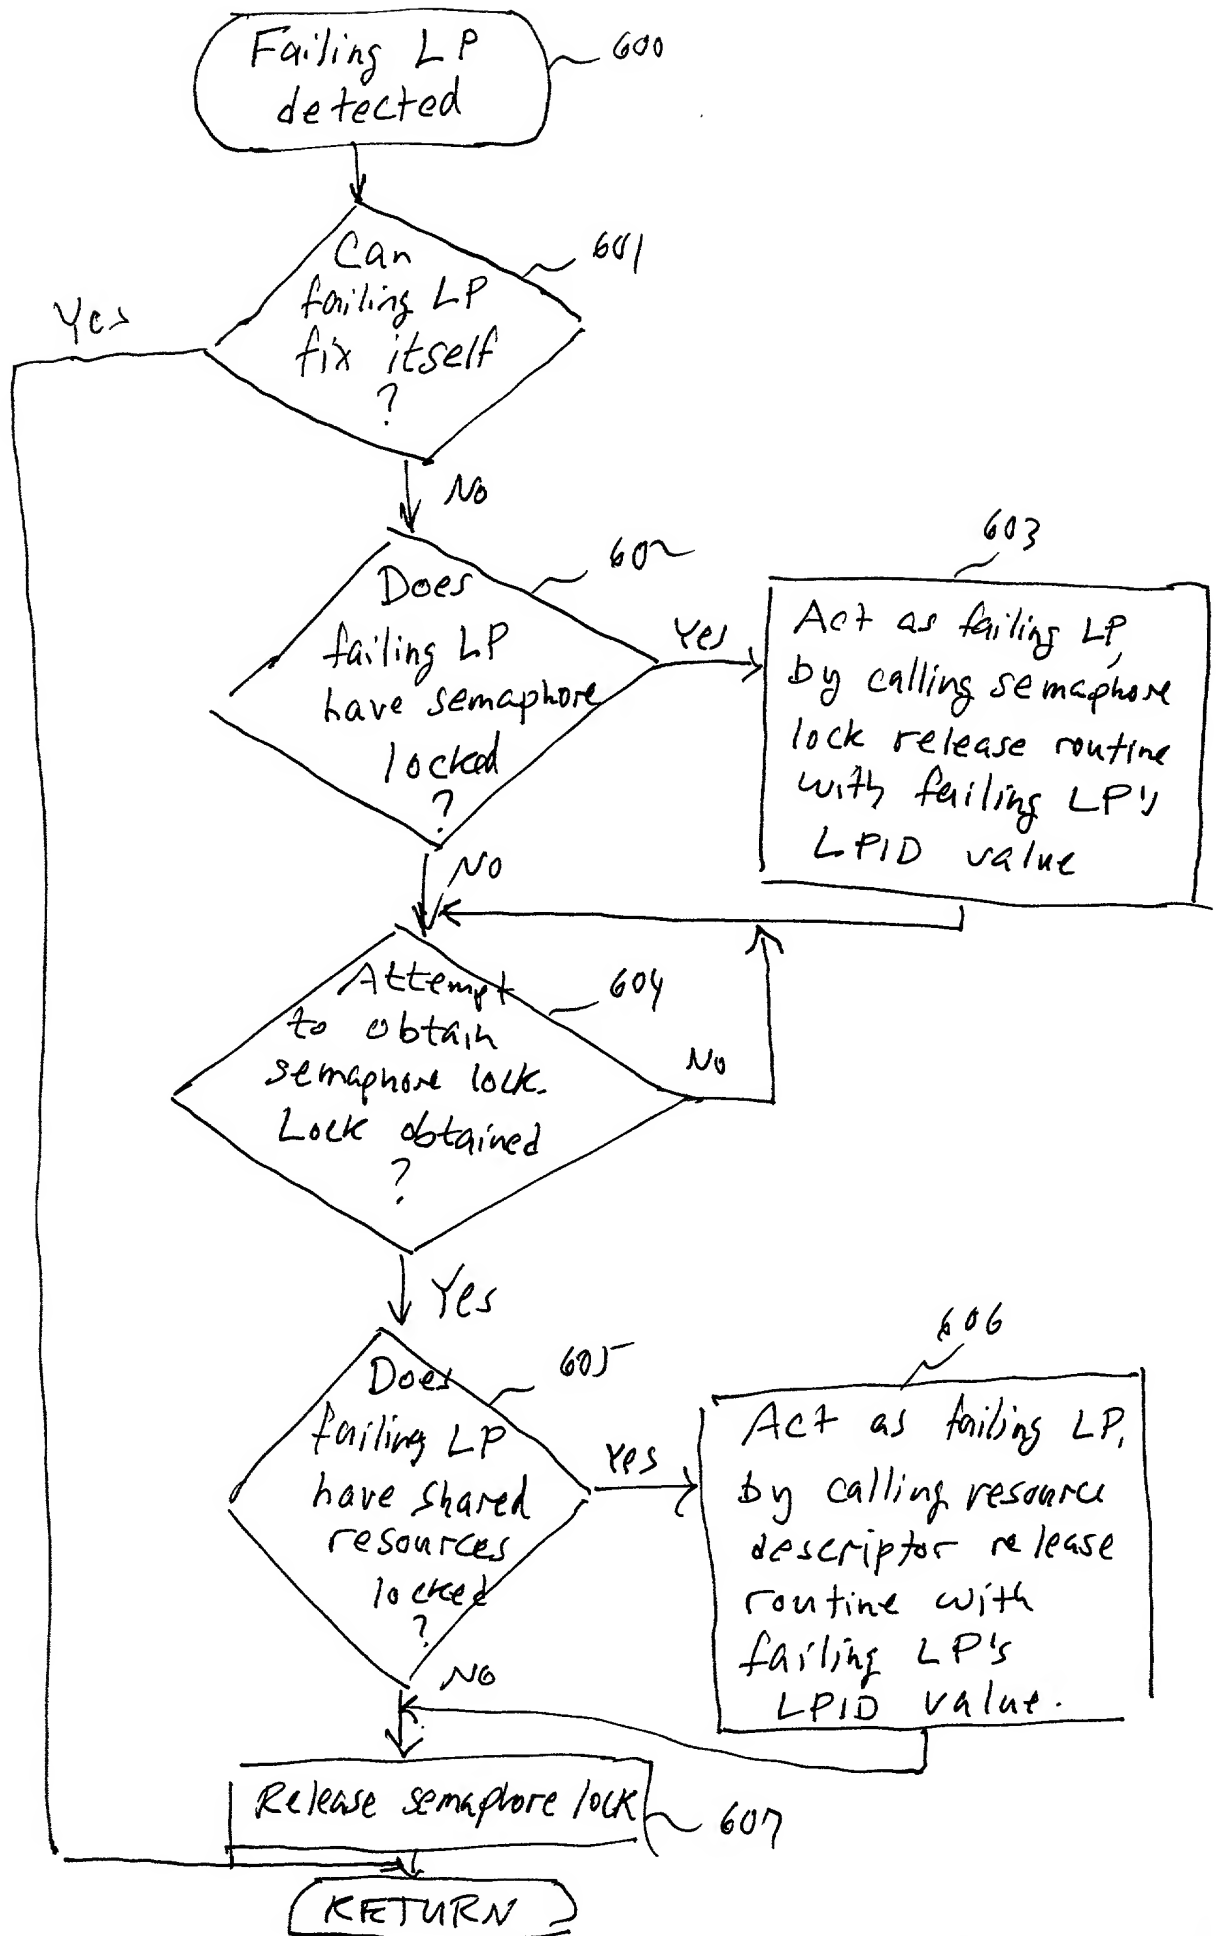 Failing LP
detected
600
Can
failing LP
fix itself
?
601
Yes
No
Does
failing LP
have semaphore
locked
?
602
Yes
603
Act as failing LP,
by calling semaphore
lock release routine
with failing LP's
LPID value
No
Attempt
to obtain
semaphore lock.
Lock obtained
?
604
No
Yes
Does
failing LP
have shared
resources
locked
?
605
Yes
606
Act as failing LP,
by calling resource
descriptor release
routine with
failing LP's
LPID value.
No
Release semaphore lock
607
RETURN